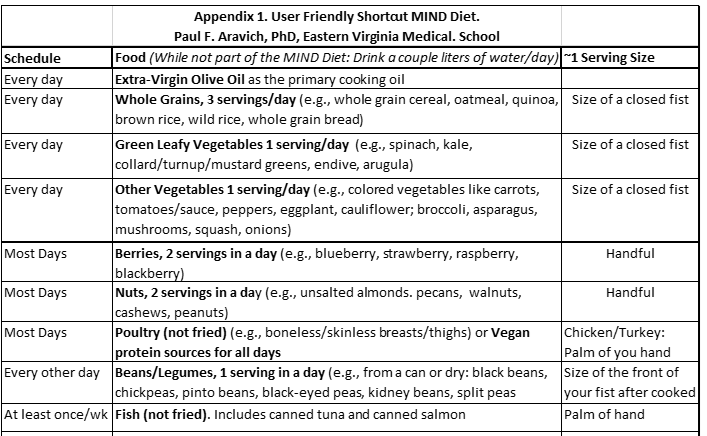 Appendix 1. User Friendly Shortcut MIND Diet.
Paul F. Aravich, PhD, Eastern Virginia Medical. School
Schedule Food (While not part of the MIND Diet: Drink a couple liters of water/day) ~1 Serving Size
Every day Extra-Virgin Olive Oil as the primary cooking oil
Every day Whole Grains, 3 servings/day (e.g., whole grain cereal, oatmeal, quinoa, Size of a closed fist
brown rice, wild rice, whole grain bread)
Every day Green Leafy Vegetables 1 serving/day (e.g., spinach, kale, Size of a closed fist
collard/turnup/mustard greens, endive, arugula)
Every day Other Vegetables 1 serving/day (e.g., colored vegetables like carrots, Size of a closed fist
tomatoes/sauce, peppers, eggplant, cauliflower; broccoli, asparagus,
mushrooms, squash, onions)
Most Days Berries, 2 servings in a day (e.g., blueberry, strawberry, raspberry, Handful
blackberry)
Most Days Nuts, 2 servings in a day (e.g., unsalted almonds. pecans, walnuts, Handful
cashews, peanuts)
Most Days Poultry (not fried) (e.g., boneless/skinless breasts/thighs) or Vegan Chicken/Turkey:
protein sources for all days Palm of you hand
Every other day Beans/Legumes, 1 serving in a day (e.g., from a can or dry: black beans, Size of the front of
chickpeas, pinto beans, black-eyed peas, kidney beans, split peas your fist after cooked
At least once/wk Fish (not fried). Includes canned tuna and canned salmon Palm of hand